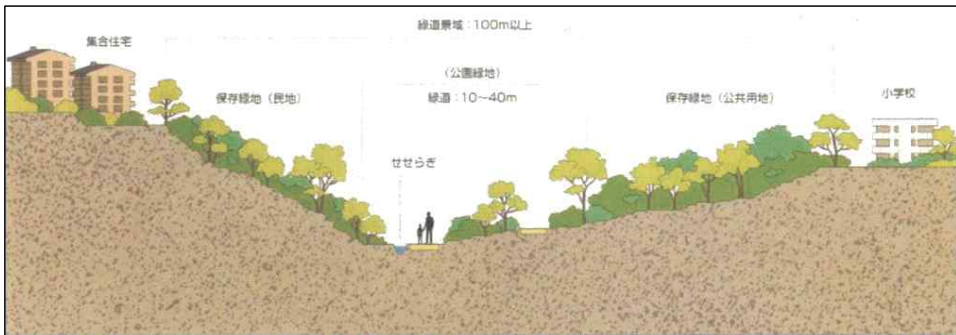 緑道景域：100m以上
集合住宅
(公園緑地)
保存緑地(民地)
緑道：10～40m
保存緑地(公共用地)
小学校
せせらぎ